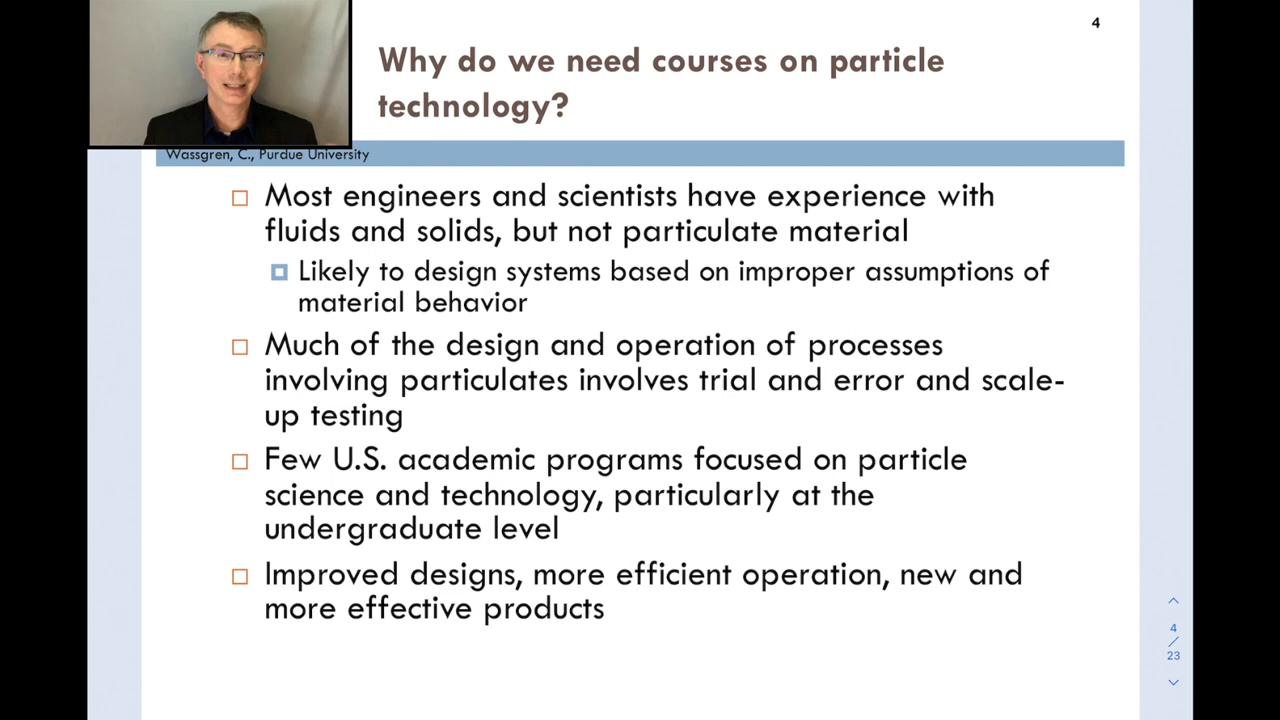 4
Why do we need courses on particle
technology?
Wassgren, C., Purdue University
□ Most engineers and scientists have experience with
fluids and solids, but not particulate material
Likely to design systems based on improper assumptions of
material behavior
□ Much of the design and operation of processes
involving particulates involves trial and error and scale-
up testing
□ Few U.S. academic programs focused on particle
science and technology, particularly at the
undergraduate level
□ Improved designs, more efficient operation, new and
more effective products
4
/
23